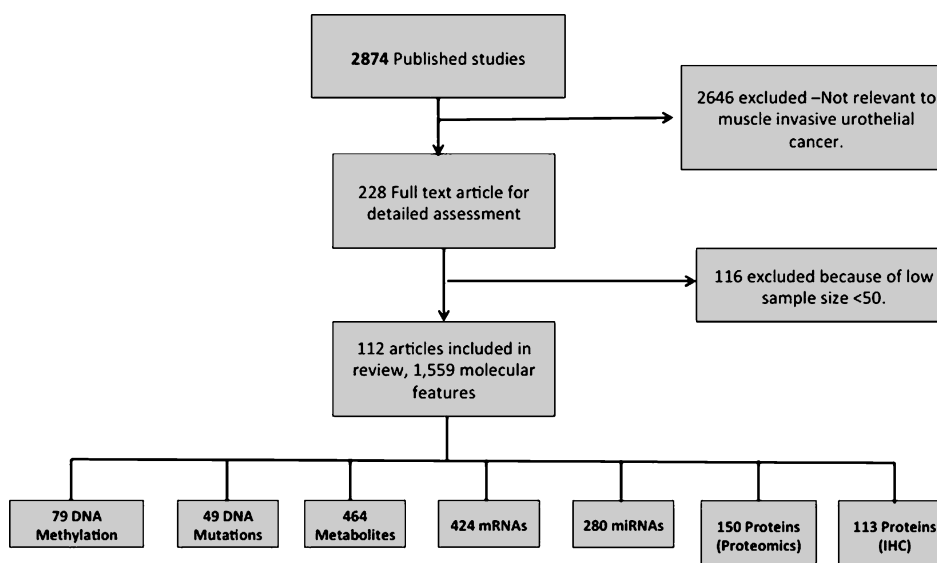 2874 Published studies
2646 excluded –Not relevant to
muscle invasive urothelial
cancer.
228 Full text article for
detailed assessment
116 excluded because of low
sample size <50.
112 articles included in
review, 1,559 molecular
features
79 DNA
Methylation
49 DNA
Mutations
464
Metabolites
424 mRNAs
280 miRNAs
150 Proteins
(Proteomics)
113 Proteins
(IHC)